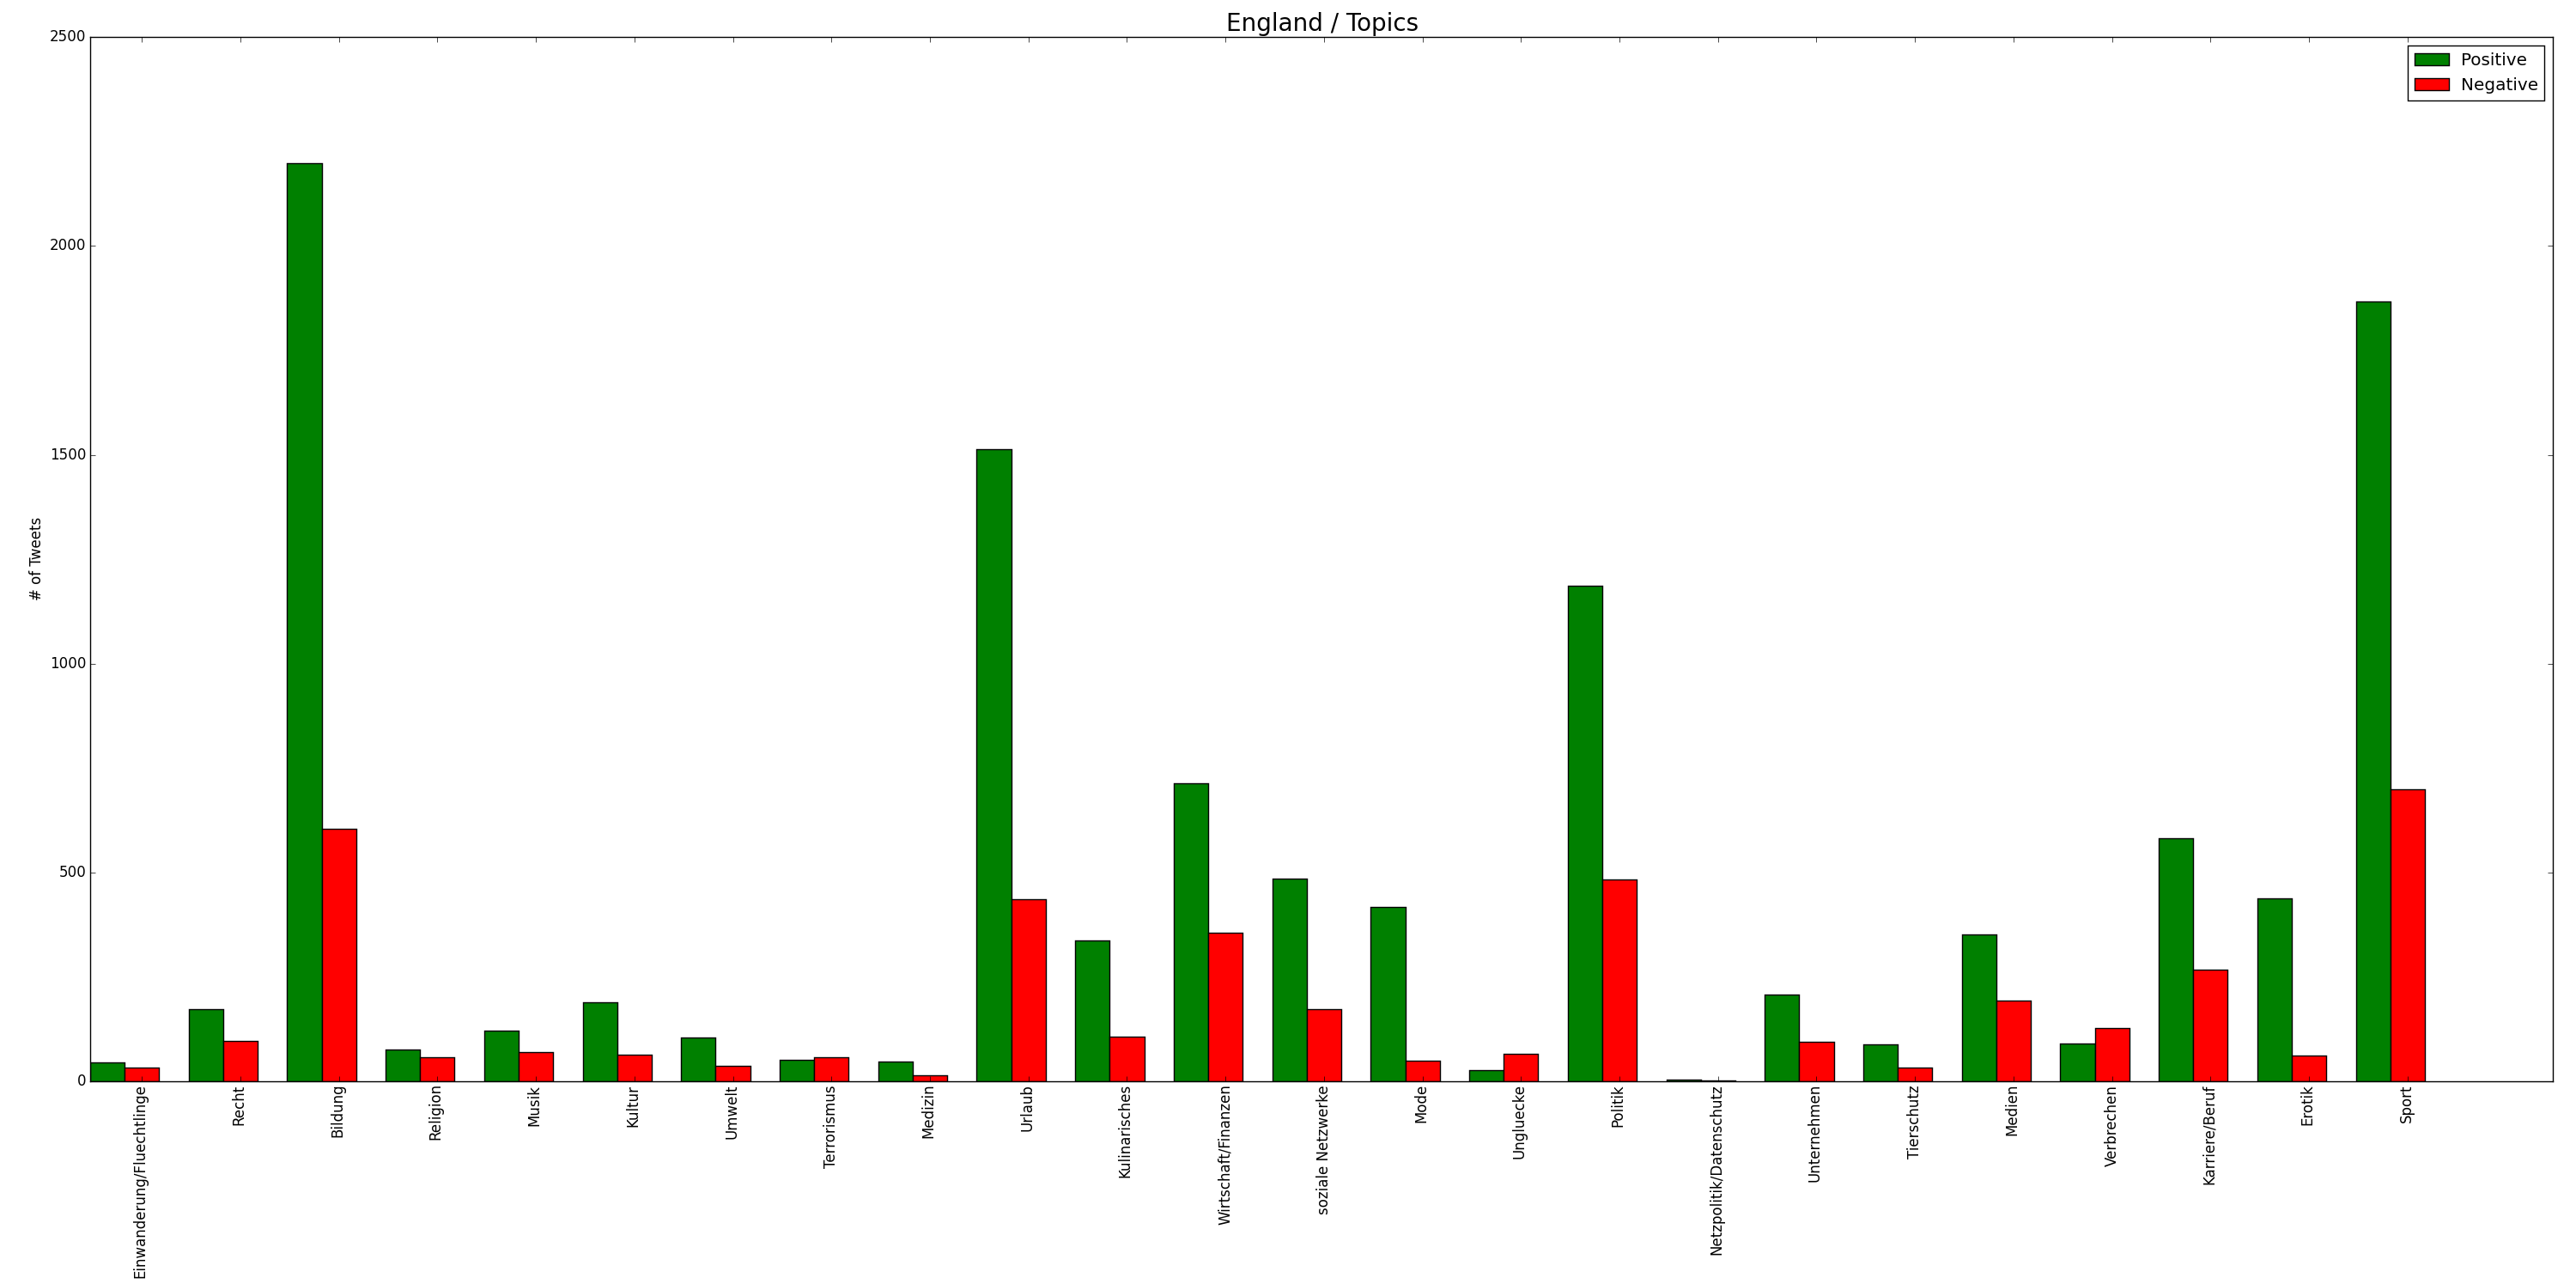 England / Topics
Positive
Negative
# of Tweets
2500
2000
1500
1000
500
0
Einwanderung/Fluechtlinge
Recht
Bildung
Religion
Musik
Kultur
Umwelt
Terrorismus
Medizin
Urlaub
Kulinarisches
Wirtschaft/Finanzen
soziale Netzwerke
Mode
Ungluecke
Politik
Netzpolitik/Datenschutz
Unternehmen
Tierschutz
Medien
Verbrechen
Karriere/Beruf
Erotik
Sport